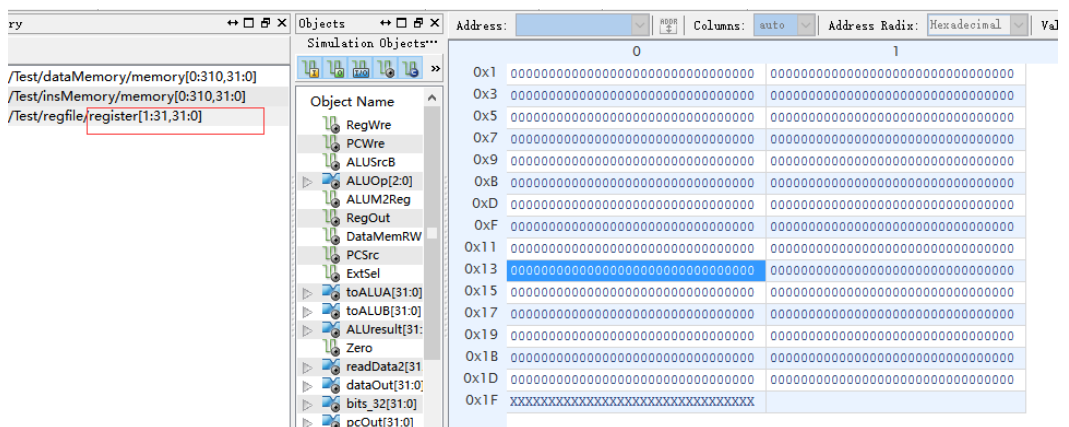 ry
/Test/dataMemory/memory[0:310,31:0]
/Test/insMemory/memory[0:310,31:0]
/Test/regfile/register[1:31,31:0]
Objects
Simulation Objects...
»
Object Name
RegWre
PCWre
ALUSrcB
ALUOp[2:0]
ALUM2Reg
RegOut
DataMemRW
PCSrc
ExtSel
toALUA[31:0]
toALUB[31:0]
ALUresult[31:
Zero
readData2[31
dataOut[31:0]
bits_32[31:0]
pcOut[31:0]
Address: ADDR Columns: auto Address Radix: Hexadecimal Val
0 1
0x1 00000000000000000000000000000000 00000000000000000000000000000000
0x3 00000000000000000000000000000000 00000000000000000000000000000000
0x5 00000000000000000000000000000000 00000000000000000000000000000000
0x7 00000000000000000000000000000000 00000000000000000000000000000000
0x9 00000000000000000000000000000000 00000000000000000000000000000000
0xB 00000000000000000000000000000000 00000000000000000000000000000000
0xD 00000000000000000000000000000000 00000000000000000000000000000000
0xF 00000000000000000000000000000000 00000000000000000000000000000000
0x11 00000000000000000000000000000000 00000000000000000000000000000000
0x13 00000000000000000000000000000000 00000000000000000000000000000000
0x15 00000000000000000000000000000000 00000000000000000000000000000000
0x17 00000000000000000000000000000000 00000000000000000000000000000000
0x19 00000000000000000000000000000000 00000000000000000000000000000000
0x1B 00000000000000000000000000000000 00000000000000000000000000000000
0x1D 00000000000000000000000000000000 00000000000000000000000000000000
0x1F XXXXXXXXXXXXXXXXXXXXXXXXXXXXXXXX